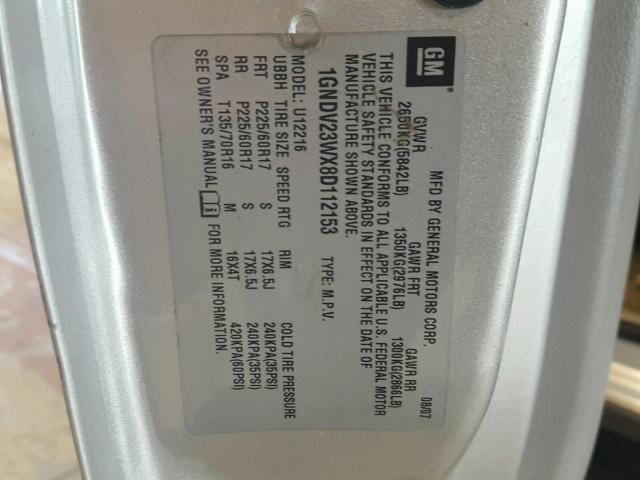 GM
MFD BY GENERAL MOTORS CORP. 08/07
GVWR GAWR FRT GAWR RR
2650KG(5842LB) 1350KG(2976LB) 1300KG(2866LB)
THIS VEHICLE CONFORMS TO ALL APPLICABLE U.S. FEDERAL MOTOR
VEHICLE SAFETY STANDARDS IN EFFECT ON THE DATE OF
MANUFACTURE SHOWN ABOVE.
1GNDV23WX8D112153 TYPE: M.P.V.
MODEL: U12216
UBBH TIRE SIZE SPEED RTG RIM COLD TIRE PRESSURE
FRT P225/60R17 S 17X6.5J 240KPA(35PSI)
RR P225/60R17 S 17X6.5J 240KPA(35PSI)
SPA T135/70R16 M 16X4T 420KPA(60PSI)
SEE OWNER'S MANUAL FOR MORE INFORMATION.